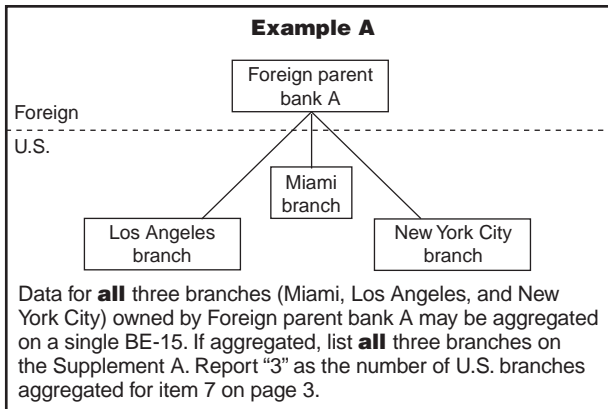 Example A
Foreign parent
bank A
Foreign
U.S.
Miami
branch
Los Angeles
branch
New York City
branch
Data for all three branches (Miami, Los Angeles, and New
York City) owned by Foreign parent bank A may be aggregated
on a single BE-15. If aggregated, list all three branches on
the Supplement A. Report “3” as the number of U.S. branches
aggregated for item 7 on page 3.